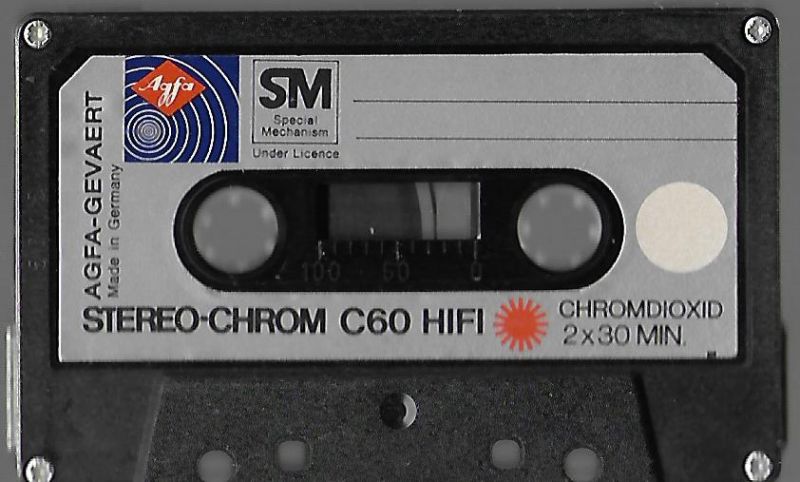 Agfa
SM
Special
Mechanism
Under Licence
AGFA-GEVAERT
Made in Germany
100 50 0
STEREO-CHROM C60 HIFI
CHROMDIOXID
2x30 MIN.